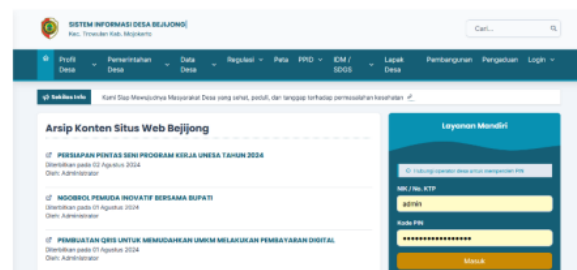 SISTEM INFORMASI DESA BEJIJONG
Kec. Trowulan Kab. Mojokerto
Cari...
Profil Desa
Pemerintahan Desa
Data Desa
Regulasi
Peta
PPID
IDM / SDGS
Lapak Desa
Pembangunan
Pengaduan
Login
Sekilas Info
Kami Siap Mewujudnya Masyarakat Desa yang sehat, peduli, dan tanggap terhadap permasalahan kesehatan
Arsip Konten Situs Web Bejijong
PERSIAPAN PENTAS SENI PROGRAM KERJA UNESA TAHUN 2024
Diterbitkan pada 02 Agustus 2024
Oleh: Administrator
NGOBROL PEMUDA INOVATIF BERSAMA BUPATI
Diterbitkan pada 01 Agustus 2024
Oleh: Administrator
PEMBUATAN QRIS UNTUK MEMUDAHKAN UMKM MELAKUKAN PEMBAYARAN DIGITAL
Diterbitkan pada 01 Agustus 2024
Oleh: Administrator
Layanan Mandiri
Hubungi operator desa untuk memperoleh PIN
NIK / No. KTP
admin
Kode PIN
Masuk